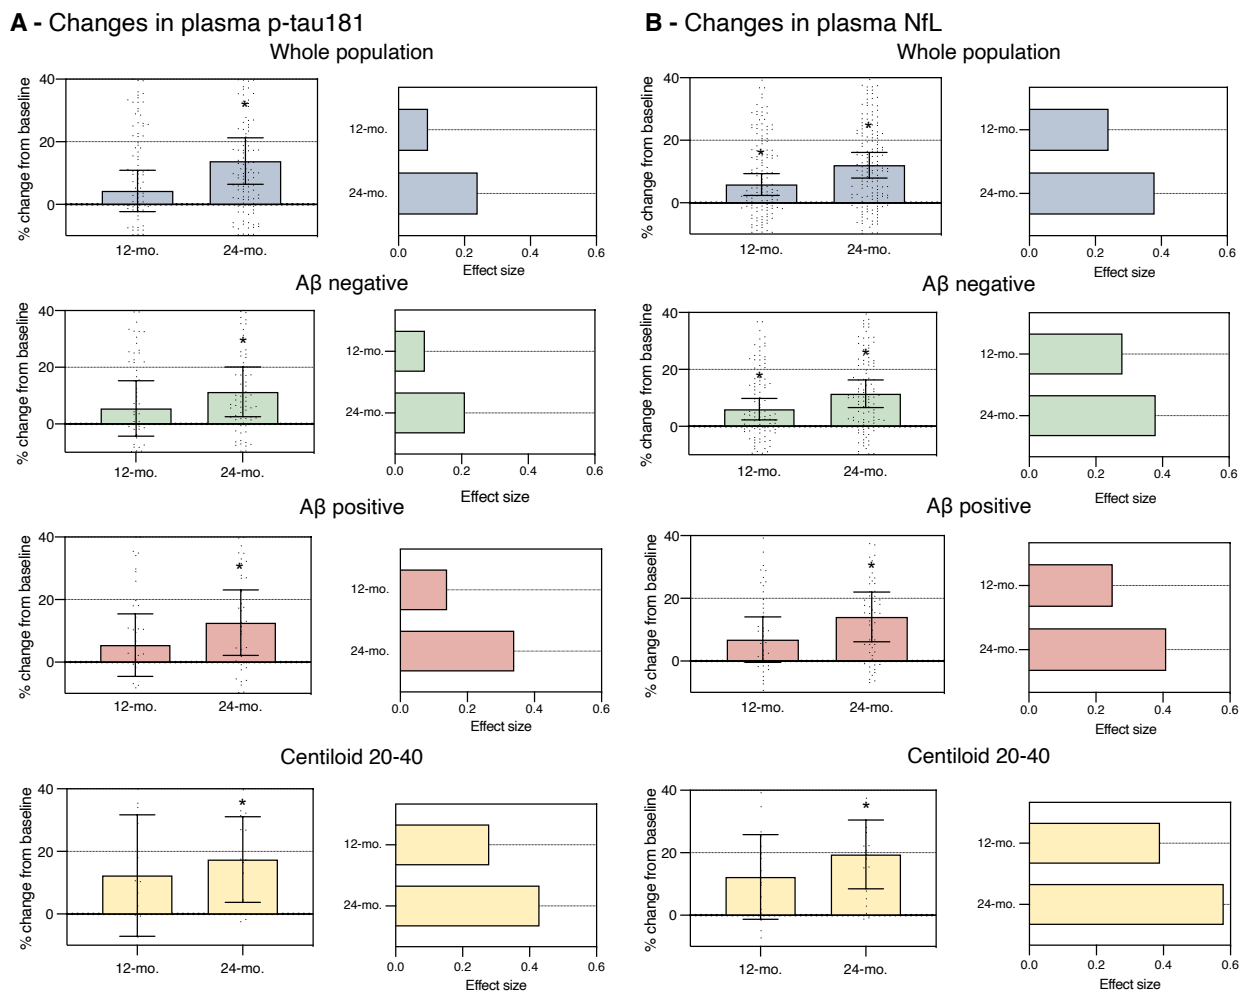 A - Changes in plasma p-tau181
Whole population
% change from baseline
40
20
0
*
12-mo.
24-mo.
12-mo.
24-mo.
0.0
0.2
0.4
0.6
Effect size
Aβ negative
% change from baseline
40
20
0
*
12-mo.
24-mo.
12-mo.
24-mo.
0.0
0.2
0.4
0.6
Effect size
Aβ positive
% change from baseline
40
20
0
*
12-mo.
24-mo.
12-mo.
24-mo.
0.0
0.2
0.4
0.6
Effect size
Centiloid 20-40
% change from baseline
40
20
0
*
12-mo.
24-mo.
12-mo.
24-mo.
0.0
0.2
0.4
0.6
Effect size
B - Changes in plasma NfL
Whole population
% change from baseline
40
20
0
*
*
12-mo.
24-mo.
12-mo.
24-mo.
0.0
0.2
0.4
0.6
Effect size
Aβ negative
% change from baseline
40
20
0
*
*
12-mo.
24-mo.
12-mo.
24-mo.
0.0
0.2
0.4
0.6
Effect size
Aβ positive
% change from baseline
40
20
0
*
12-mo.
24-mo.
12-mo.
24-mo.
0.0
0.2
0.4
0.6
Effect size
Centiloid 20-40
% change from baseline
40
20
0
*
12-mo.
24-mo.
12-mo.
24-mo.
0.0
0.2
0.4
0.6
Effect size